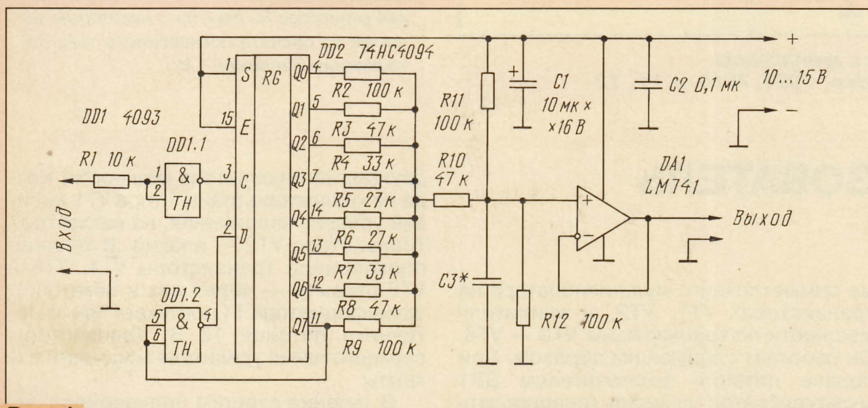 DD2 74HC4094
1 S RG Q0 4
R2 100 к
15 E Q1 5
R3 47 к
Q2 6
R4 33 к
Q3 7
R5 27 к
Q4 14
R6 27 к
Q5 13
R7 33 к
Q6 12
R8 47 к
Q7 11
R9 100 к
3 C
2 D
DD1 4093
DD1.1
R1 10 к
1
2
&
TH
Вход
DD1.2
5
6
&
TH
4
R11
100 к
R10
47 к
+
C1
10 мк ×
×16 В
C2 0,1 мк
+
10...15 В
−
DA1
LM741
+
−
Выход
C3*
R12 100 к